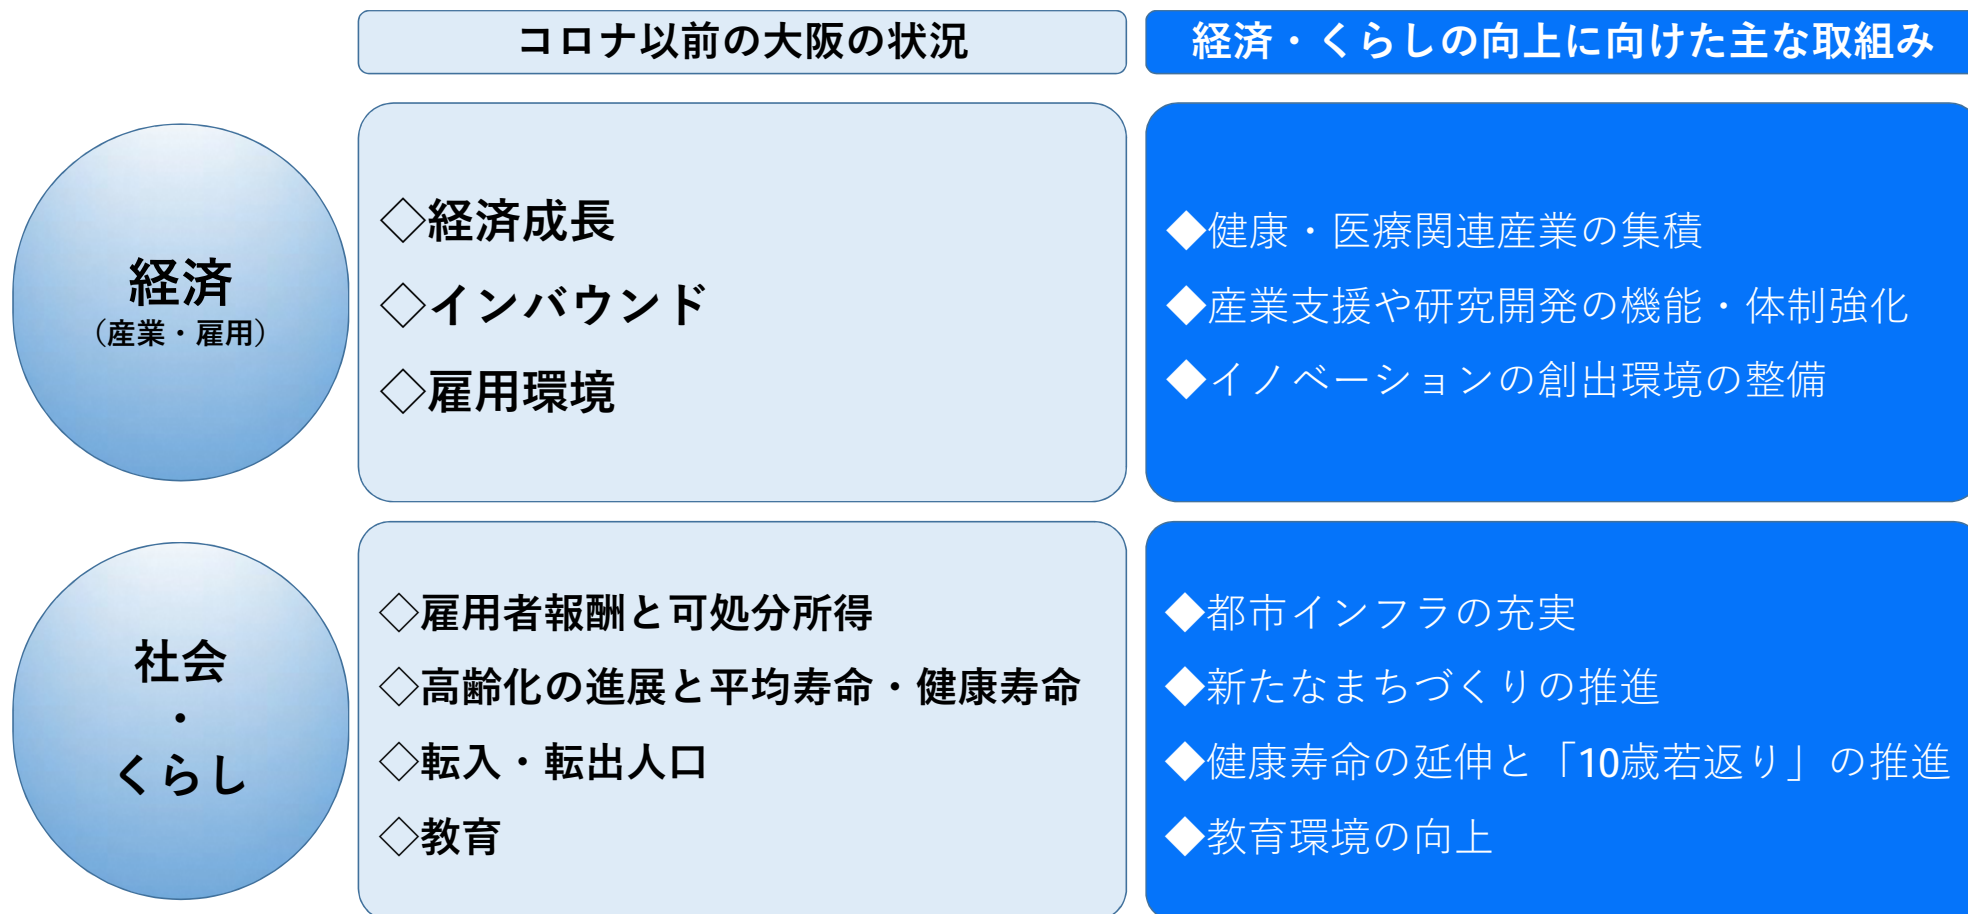 コロナ以前の大阪の状況
経済・くらしの向上に向けた主な取組み
経済
（産業・雇用）
◇経済成長
◇インバウンド
◇雇用環境
◆健康・医療関連産業の集積
◆産業支援や研究開発の機能・体制強化
◆イノベーションの創出環境の整備
社会
・
くらし
◇雇用者報酬と可処分所得
◇高齢化の進展と平均寿命・健康寿命
◇転入・転出人口
◇教育
◆都市インフラの充実
◆新たなまちづくりの推進
◆健康寿命の延伸と「10歳若返り」の推進
◆教育環境の向上